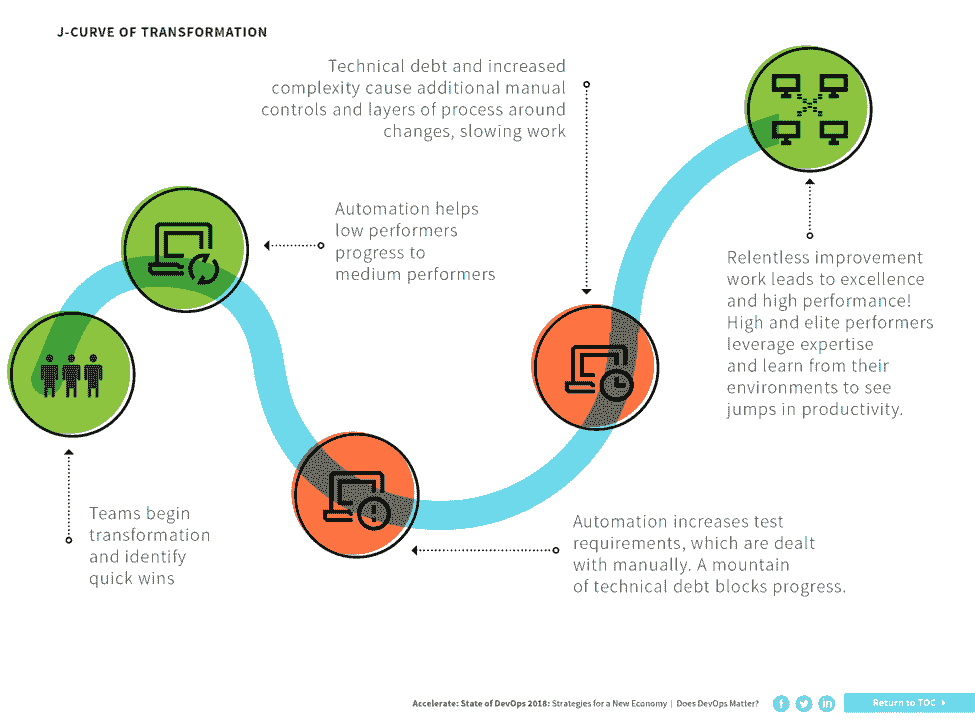 J-CURVE OF TRANSFORMATION
Technical debt and increased
complexity cause additional manual
controls and layers of process around
changes, slowing work
Automation helps
low performers
progress to
medium performers
Relentless improvement
work leads to excellence
and high performance!
High and elite performers
leverage expertise
and learn from their
environments to see
jumps in productivity.
Teams begin
transformation
and identify
quick wins
Automation increases test
requirements, which are dealt
with manually. A mountain
of technical debt blocks progress.
Accelerate: State of DevOps 2018: Strategies for a New Economy | Does DevOps Matter?
Return to TOC